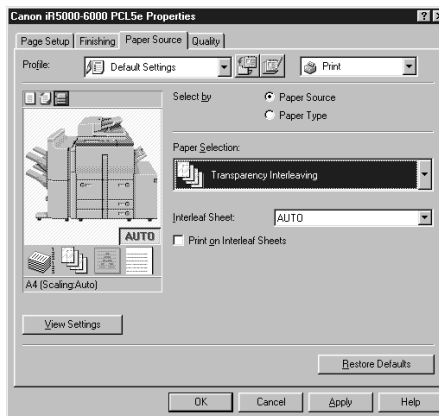 Canon iR5000-6000 PCL5e Properties
Page Setup Finishing Paper Source Quality
Profile: Default Settings Print
Select by Paper Source
Paper Type
Paper Selection:
Transparency Interleaving
Interleaf Sheet: AUTO
AUTO
Print on Interleaf Sheets
A4 (Scaling:Auto)
View Settings
Restore Defaults
OK Cancel Apply Help